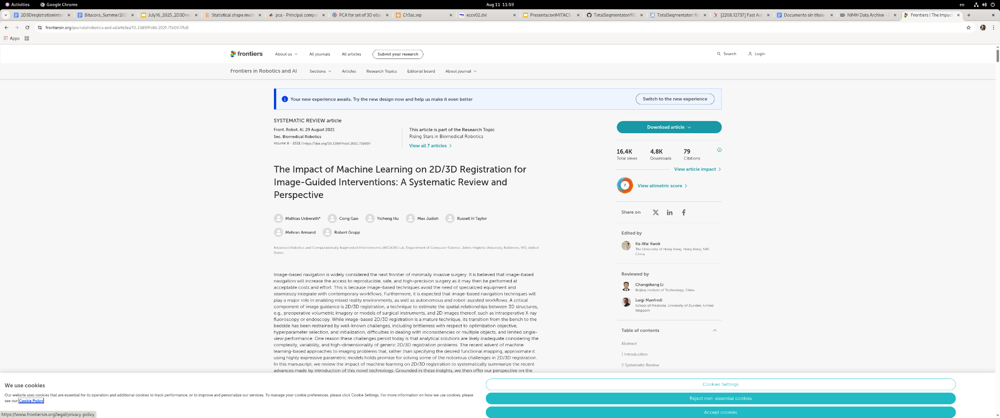 Activities
Google Chrome
Aug 11 11:59
en
2D3DregistrationInter
Bitacora_Summer202
July16_2025_2D3Drec
Statistical shape mode
pca - Principal compor
PCA for set of 3D obje
Ch5sc.wp
eccv02.dvi
PresentacionMITACS
TotalSegmentator/RE
TotalSegmentator: Ro
[2208.12737] Fast Aut
Documento sin título
NIMH Data Archive -
Frontiers | The Impact
frontiersin.org/journals/robotics-and-ai/articles/10.3389/frobt.2021.716007/full
Apps
frontiers
About us
All journals
All articles
Submit your research
Search
Login
Frontiers in Robotics and AI
Sections
Articles
Research Topics
Editorial board
About journal
Your new experience awaits. Try the new design now and help us make it even better
Switch to the new experience
SYSTEMATIC REVIEW article
Front. Robot. AI, 29 August 2021
Sec. Biomedical Robotics
Volume 8 - 2021 | https://doi.org/10.3389/frobt.2021.716007
This article is part of the Research Topic
Rising Stars in Biomedical Robotics
View all 7 articles
The Impact of Machine Learning on 2D/3D Registration for
Image-Guided Interventions: A Systematic Review and
Perspective
Mathias Unberath*
Cong Gao
Yicheng Hu
Max Judish
Russell H Taylor
Mehran Armand
Robert Grupp
Advanced Robotics and Computationally Augmented Environments (ARCADE) Lab, Department of Computer Science, Johns Hopkins University, Baltimore, MD, United
States
Image-based navigation is widely considered the next frontier of minimally invasive surgery. It is believed that image-based
navigation will increase the access to reproducible, safe, and high-precision surgery as it may then be performed at
acceptable costs and effort. This is because image-based techniques avoid the need of specialized equipment and
seamlessly integrate with contemporary workflows. Furthermore, it is expected that image-based navigation techniques will
play a major role in enabling mixed reality environments, as well as autonomous and robot-assisted workflows. A critical
component of image guidance is 2D/3D registration, a technique to estimate the spatial relationships between 3D structures,
e.g., preoperative volumetric imagery or models of surgical instruments, and 2D images thereof, such as intraoperative X-ray
fluoroscopy or endoscopy. While image-based 2D/3D registration is a mature technique, its transition from the bench to the
bedside has been restrained by well-known challenges, including brittleness with respect to optimization objective,
hyperparameter selection, and initialization, difficulties in dealing with inconsistencies or multiple objects, and limited single-
view performance. One reason these challenges persist today is that analytical solutions are likely inadequate considering the
complexity, variability, and high-dimensionality of generic 2D/3D registration problems. The recent advent of machine
learning-based approaches to imaging problems that, rather than specifying the desired functional mapping, approximate it
using highly expressive parametric models holds promise for solving some of the notorious challenges in 2D/3D registration.
In this manuscript, we review the impact of machine learning on 2D/3D registration to systematically summarize the recent
advances made by introduction of this novel technology. Grounded in these insights, we then offer our perspective on the
Download article
16,4K
Total views
4,8K
Downloads
79
Citations
View article impact
7
View altmetric score
Share on
Edited by
Ka-Wai Kwok
The University of Hong Kong, Hong Kong, SAR
China
Reviewed by
Changsheng Li
Beijing Institute of Technology, China
Luigi Manfredi
School of Medicine, University of Dundee, United
Kingdom
Table of contents
Abstract
1 Introduction
2 Systematic Review
We use cookies
Our website uses cookies that are essential for its operation and additional cookies to track performance, or to improve and personalize our services. To manage your cookie preferences, please click Cookie Settings. For more information on how we use cookies, please
see our Cookie Policy
Cookies Settings
Reject non-essential cookies
Accept cookies
https://www.frontiersin.org/legal/privacy-policy